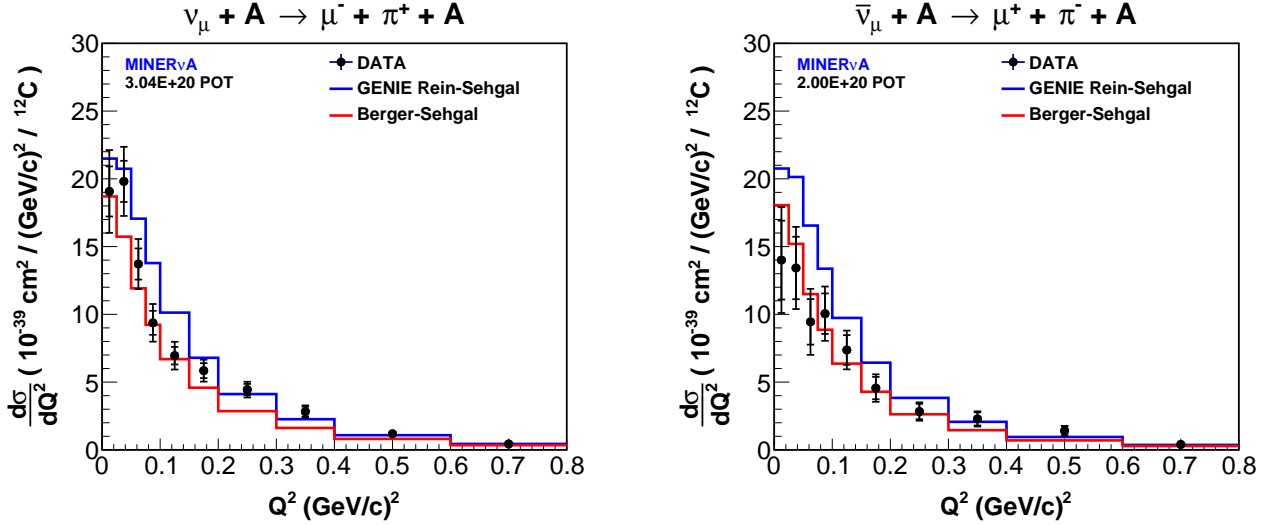 νμ + A → μ- + π+ + A
30
25
20
15
10
5
0
dσ/dQ² ( 10⁻³⁹ cm² / (GeV/c)² / ¹²C )
MINERνA
3.04E+20 POT
DATA
GENIE Rein-Sehgal
Berger-Sehgal
0 0.1 0.2 0.3 0.4 0.5 0.6 0.7 0.8
Q² (GeV/c)²
ν̄μ + A → μ+ + π- + A
30
25
20
15
10
5
0
dσ/dQ² ( 10⁻³⁹ cm² / (GeV/c)² / ¹²C )
MINERνA
2.00E+20 POT
DATA
GENIE Rein-Sehgal
Berger-Sehgal
0 0.1 0.2 0.3 0.4 0.5 0.6 0.7 0.8
Q² (GeV/c)²